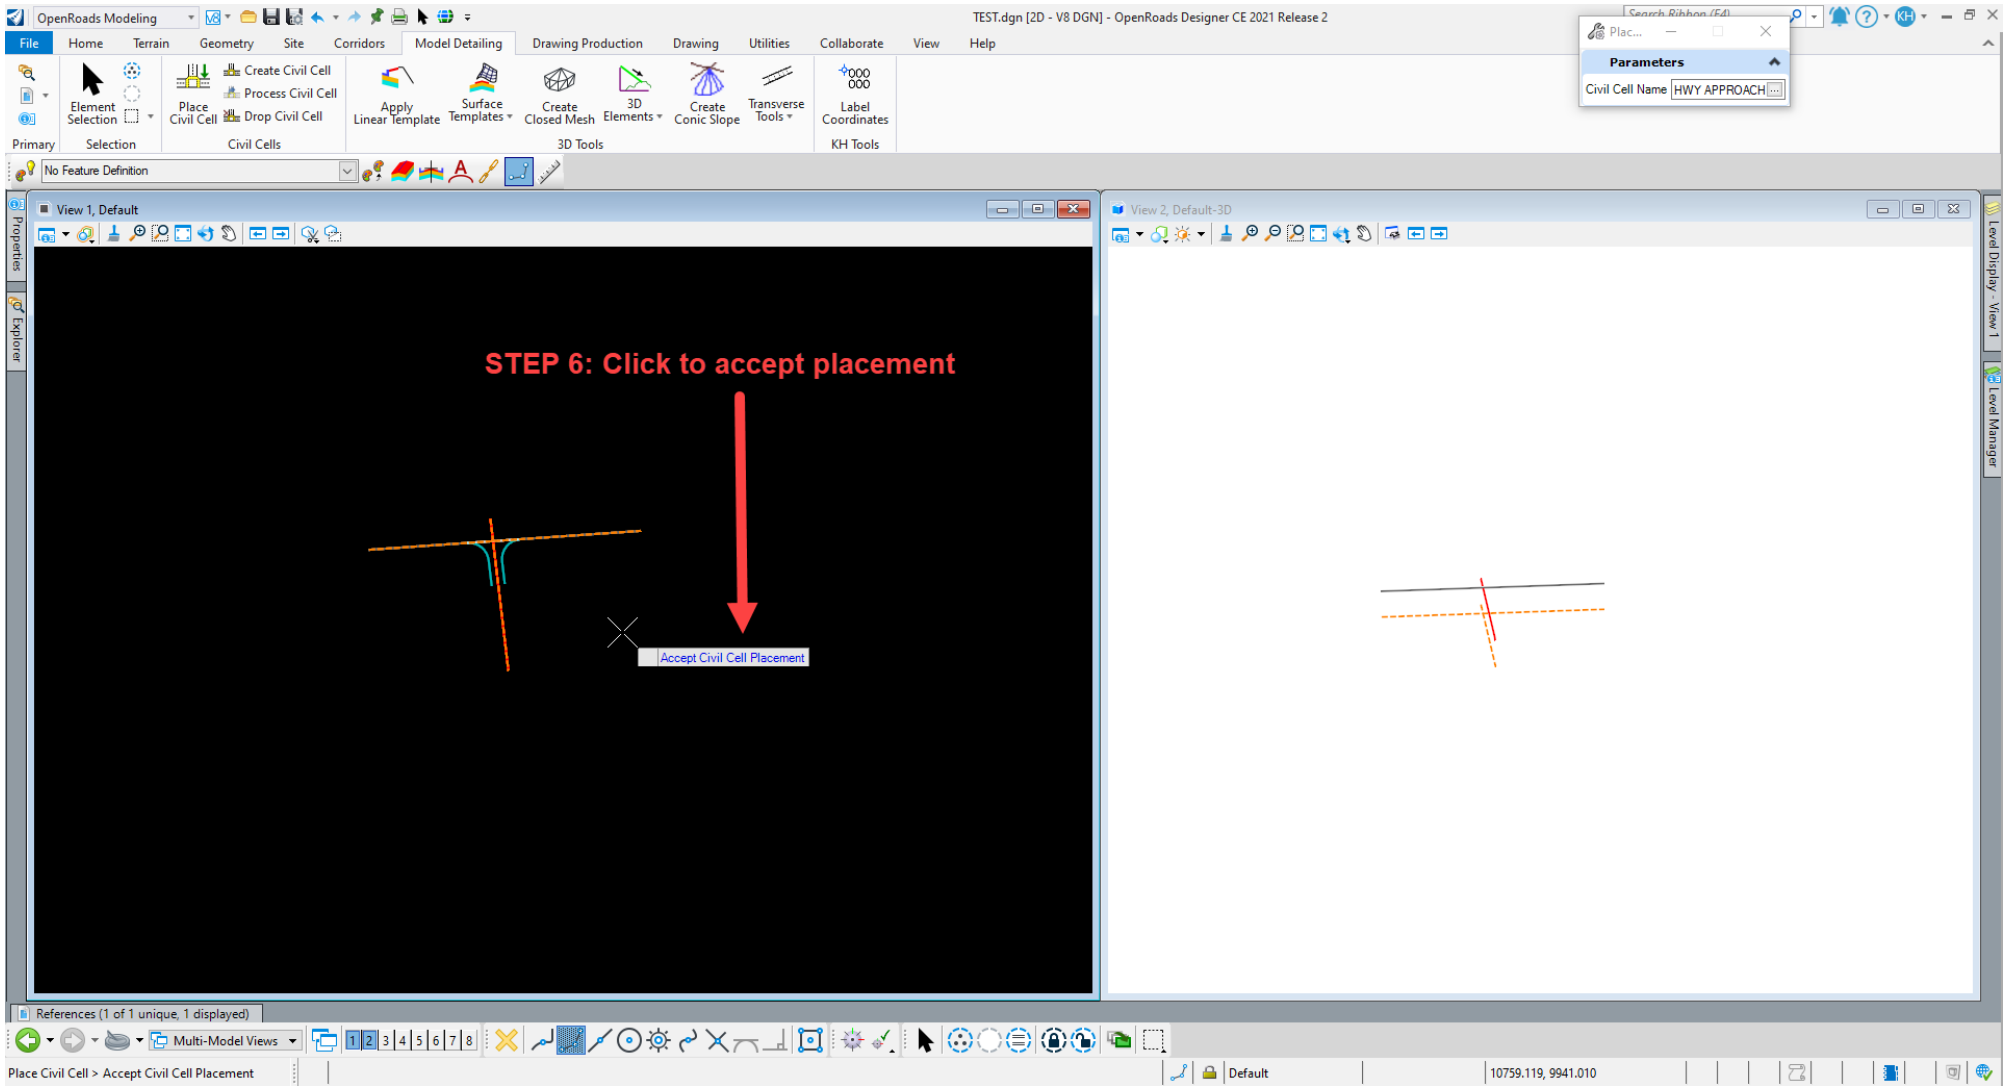 OpenRoads Modeling
TEST.dgn [2D - V8 DGN] - OpenRoads Designer CE 2021 Release 2
Search Ribbon (F4)
KH
File Home Terrain Geometry Site Corridors Model Detailing Drawing Production Drawing Utilities Collaborate View Help
Plac...
Parameters
Civil Cell Name HWY APPROACH ...
Element Selection
Place Civil Cell
Create Civil Cell
Process Civil Cell
Drop Civil Cell
Apply Linear Template
Surface Templates
Create Closed Mesh
3D Elements
Create Conic Slope
Transverse Tools
Label Coordinates
Primary Selection Civil Cells 3D Tools KH Tools
No Feature Definition
View 1, Default
View 2, Default-3D
Properties
Explorer
Level Display - View 1
Level Manager
STEP 6: Click to accept placement
Accept Civil Cell Placement
References (1 of 1 unique, 1 displayed)
Multi-Model Views
1 2 3 4 5 6 7 8
Place Civil Cell > Accept Civil Cell Placement
Default
10759.119, 9941.010